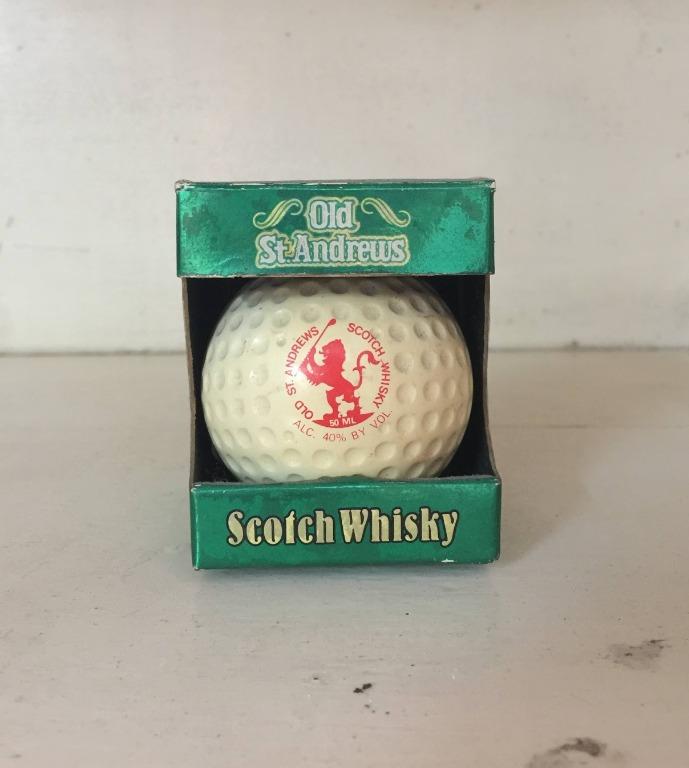 Old
St. Andrews
OLD ST. ANDREWS SCOTCH WHISKY
50 ML
ALC. 40% BY VOL.
Scotch Whisky